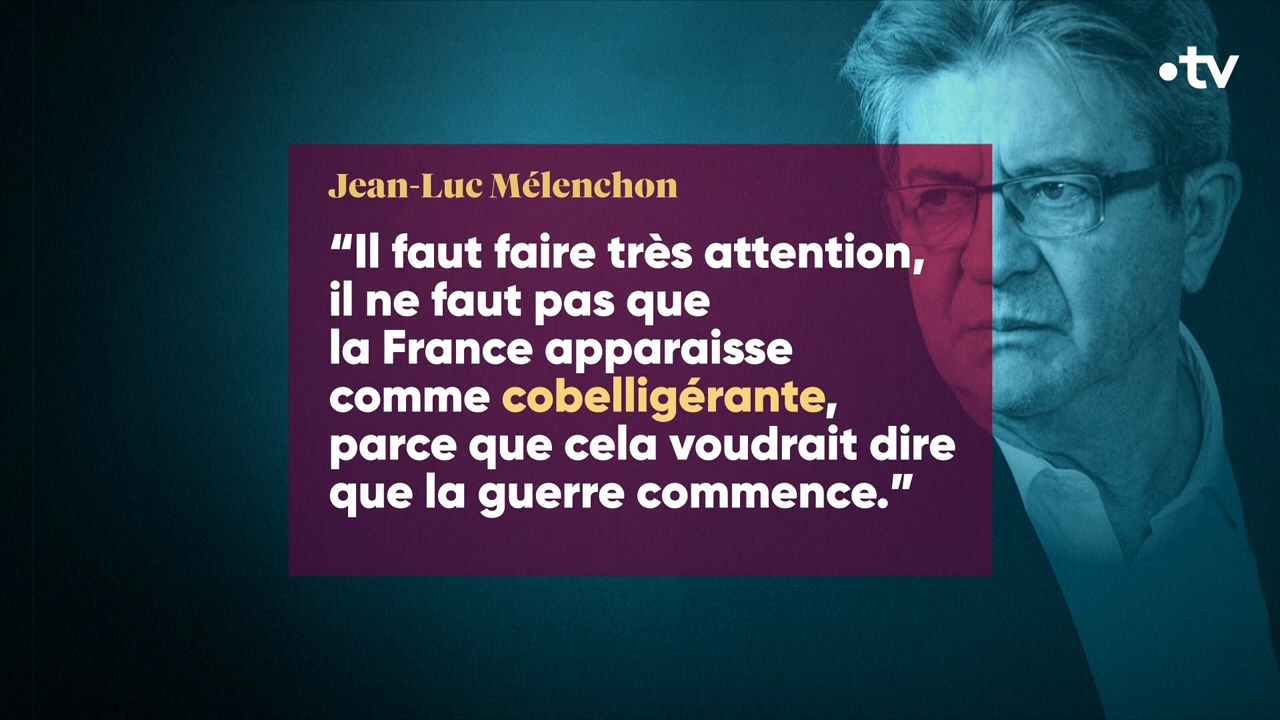 •tv
Jean-Luc Mélenchon
“Il faut faire très attention,
il ne faut pas que
la France apparaisse
comme cobelligérante,
parce que cela voudrait dire
que la guerre commence.”